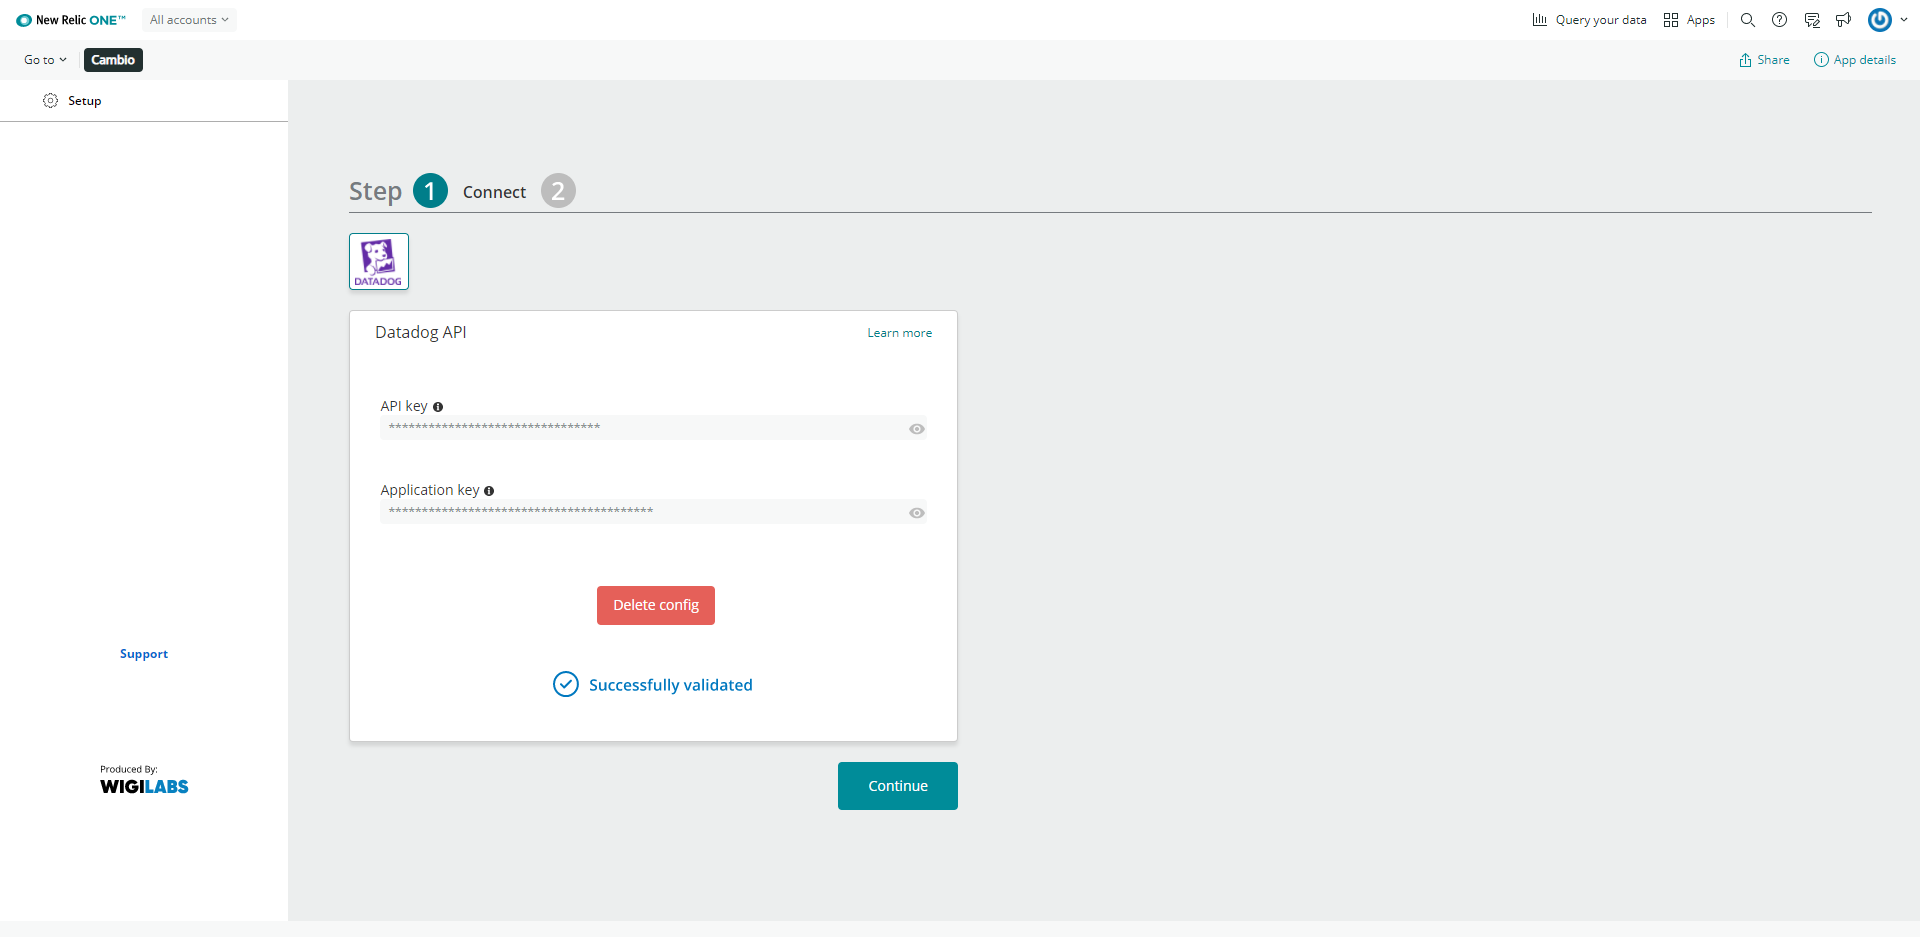 New Relic ONE™ All accounts Query your data Apps
Go to Cambio Share App details
Setup
Step 1 Connect 2
DATADOG
Datadog API Learn more
API key
********************************
Application key
****************************************
Delete config
Support
Successfully validated
Produced By:
WIGILABS
Continue